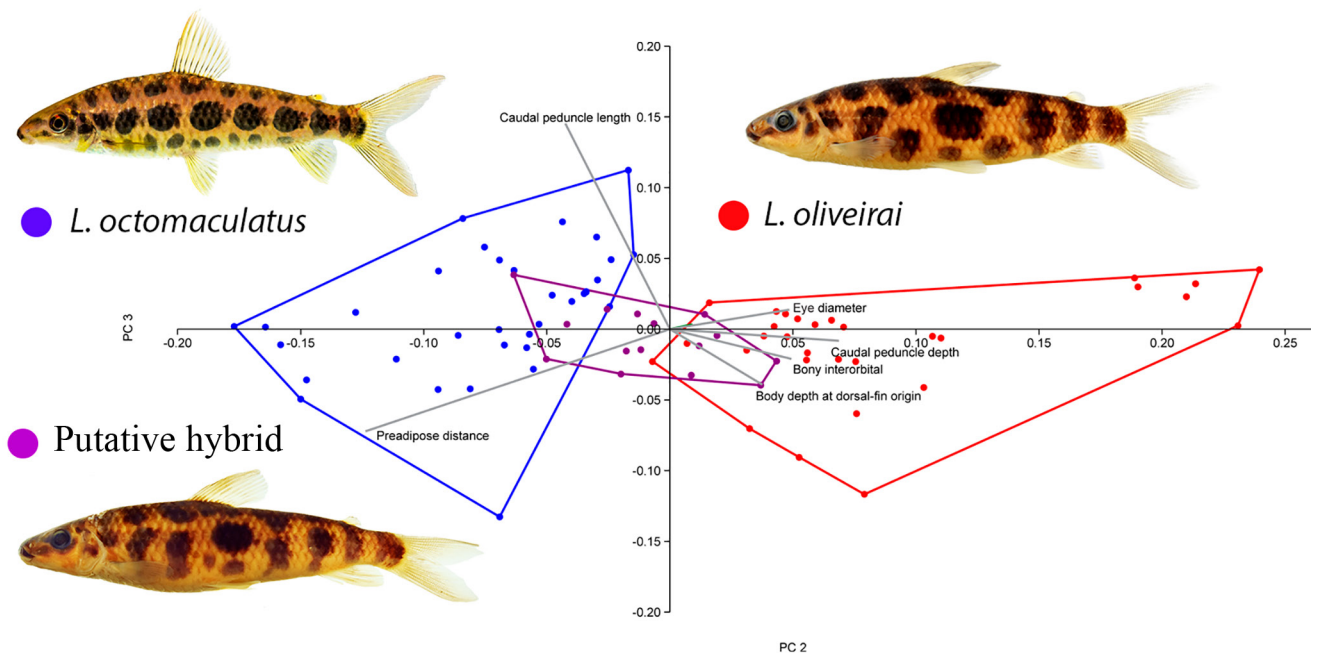 0.20
Caudal peduncle length
0.15
0.10
L. octomaculatus
L. oliveirai
0.05
Eye diameter
PC 3
-0.20
-0.15
-0.10
-0.05
0.00
0.05
0.10
0.15
0.20
0.25
Caudal peduncle depth
Bony interorbital
-0.05
Body depth at dorsal-fin origin
Preadipose distance
Putative hybrid
-0.10
-0.15
-0.20
PC 2